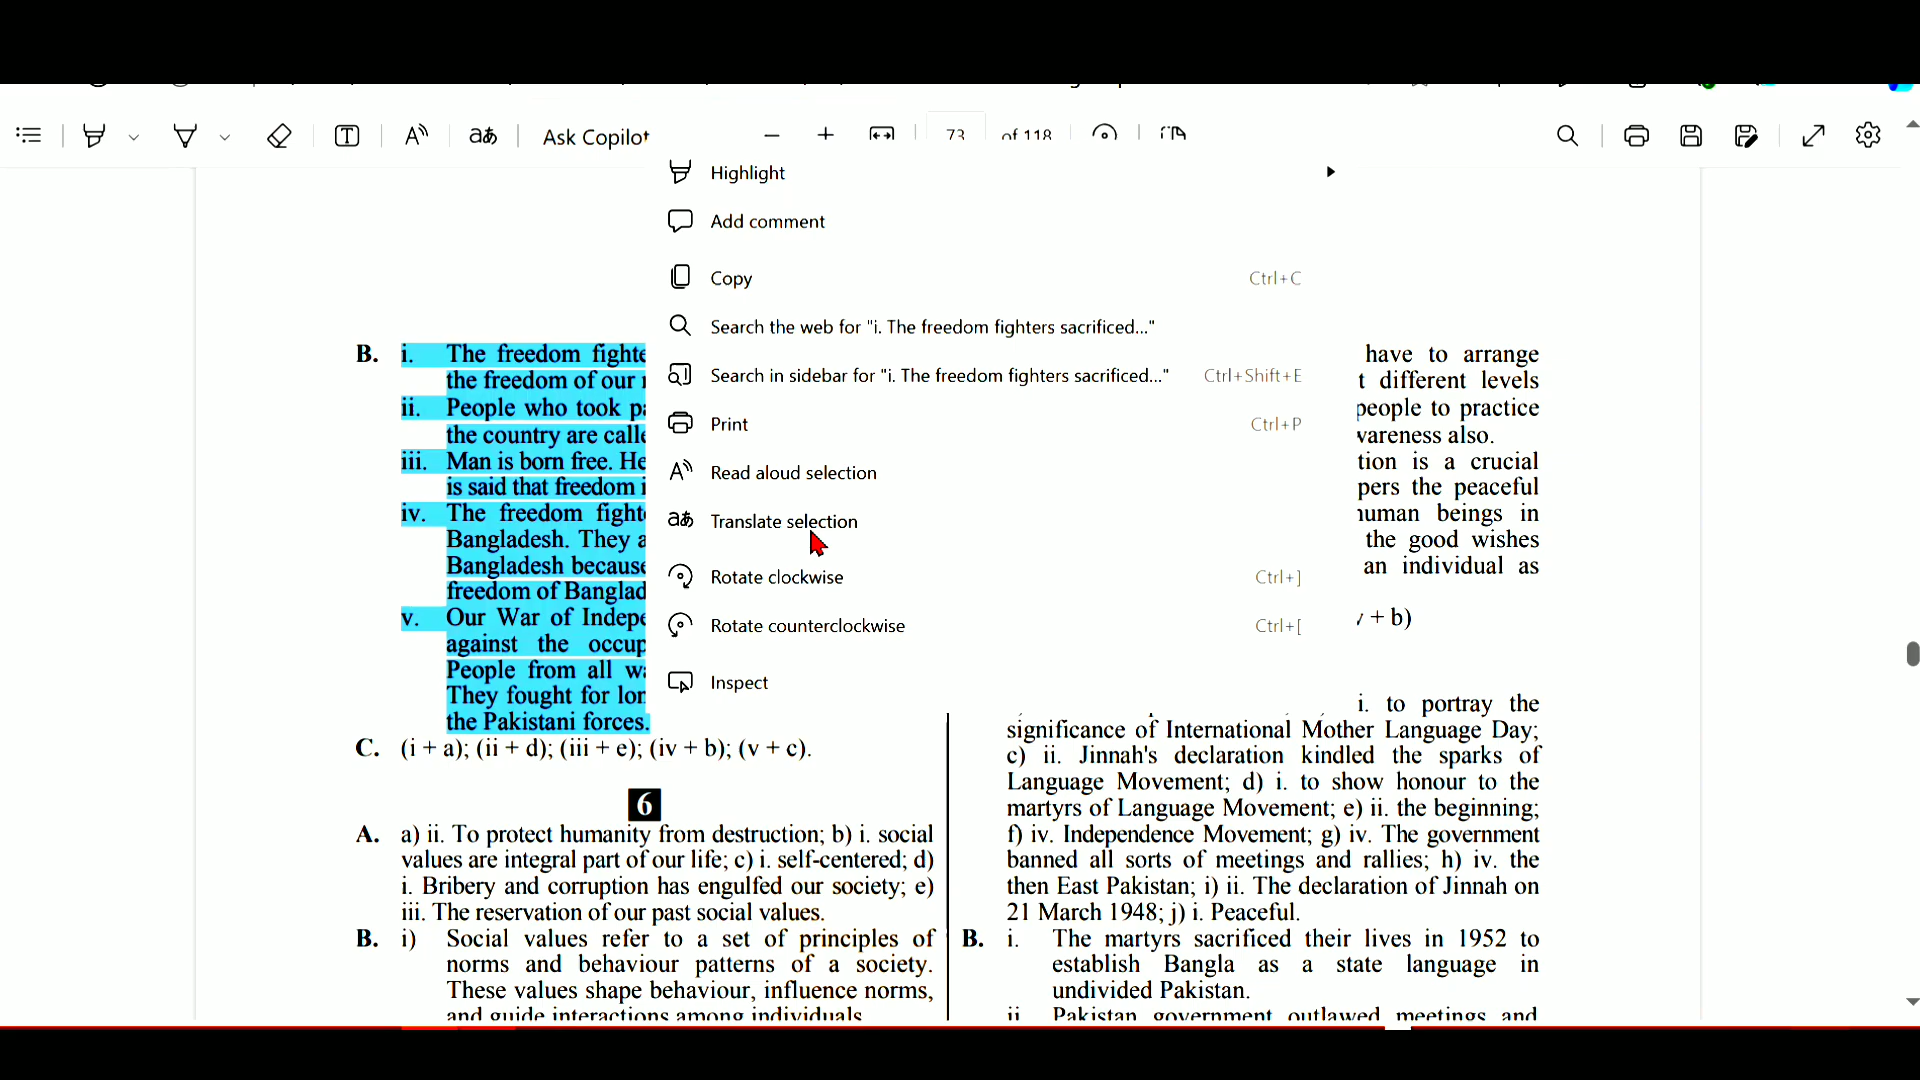 Ask Copilot
73
of 118
Highlight
Add comment
Copy Ctrl+C
Search the web for "i. The freedom fighters sacrificed..."
Search in sidebar for "i. The freedom fighters sacrificed..." Ctrl+Shift+E
Print Ctrl+P
Read aloud selection
Translate selection
Rotate clockwise Ctrl+]
Rotate counterclockwise Ctrl+[
Inspect
B. i. The freedom
the freedom of our
ii. People who took
the country are
iii. Man is born free. He
is said that freedom
iv. The freedom
Bangladesh. They
Bangladesh
freedom of
v. Our War of
against the
People from all
They fought for
the Pakistani forces.
C. (i + a); (ii + d); (iii + e); (iv + b); (v + c).
6
A. a) ii. To protect humanity from destruction; b) i. social
values are integral part of our life; c) i. self-centered; d)
i. Bribery and corruption has engulfed our society; e)
iii. The reservation of our past social values.
B. i) Social values refer to a set of principles of
norms and behaviour patterns of a society.
These values shape behaviour, influence norms,
and guide interactions among individuals
have to arrange
different levels
people to practice
also.
is a crucial
the peaceful
human beings in
the good wishes
an individual as
+ b)
i. to portray the
significance of International Mother Language Day;
c) ii. Jinnah's declaration kindled the sparks of
Language Movement; d) i. to show honour to the
martyrs of Language Movement; e) ii. the beginning;
f) iv. Independence Movement; g) iv. The government
banned all sorts of meetings and rallies; h) iv. the
then East Pakistan; i) ii. The declaration of Jinnah on
21 March 1948; j) i. Peaceful.
B. i. The martyrs sacrificed their lives in 1952 to
establish Bangla as a state language in
undivided Pakistan.
ii Pakistan government outlawed meetings and